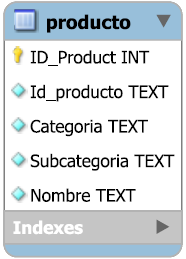 producto
ID_Product INT
Id_producto TEXT
Categoria TEXT
Subcategoria TEXT
Nombre TEXT
Indexes